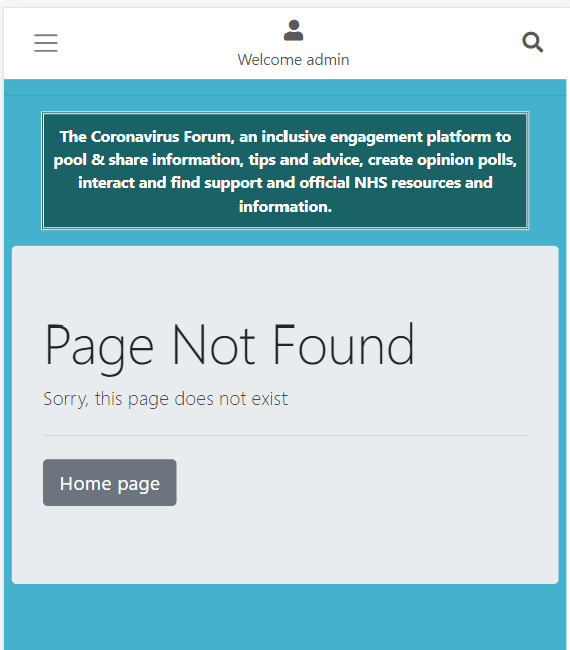 Welcome admin
The Coronavirus Forum, an inclusive engagement platform to
pool & share information, tips and advice, create opinion polls,
interact and find support and official NHS resources and
information.
Page Not Found
Sorry, this page does not exist
Home page